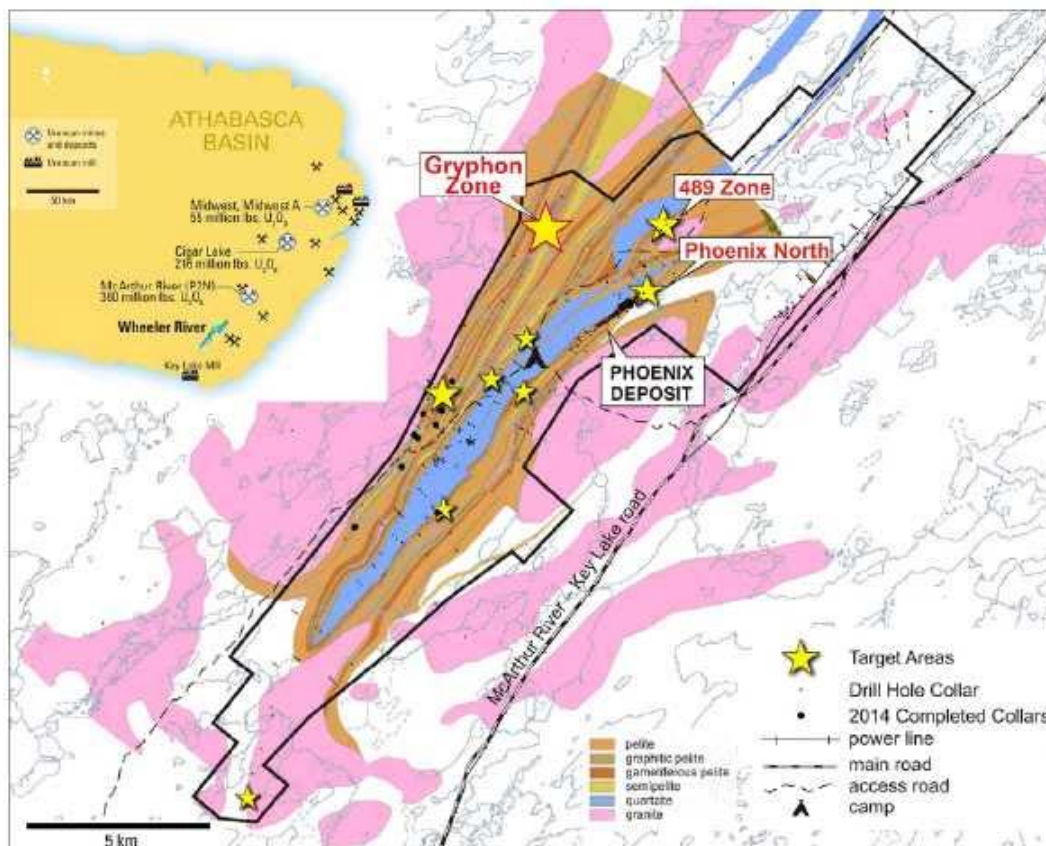 ATHABASCA
BASIN
Uranium mines
and deposits
Uranium mill
50 km
Midwest, Midwest A
55 million lbs. U3O8
Cigar Lake
216 million lbs. U3O8
McArthur River (P2N)
380 million lbs. U3O8
Wheeler River
Key Lake Mill
Gryphon
Zone
489 Zone
Phoenix North
PHOENIX
DEPOSIT
McArthur River - Key Lake road
Target Areas
Drill Hole Collar
2014 Completed Collars
power line
main road
access road
camp
pelite
graphitic pelite
garnetiferous pelite
semipelite
quartzite
granite
5 km